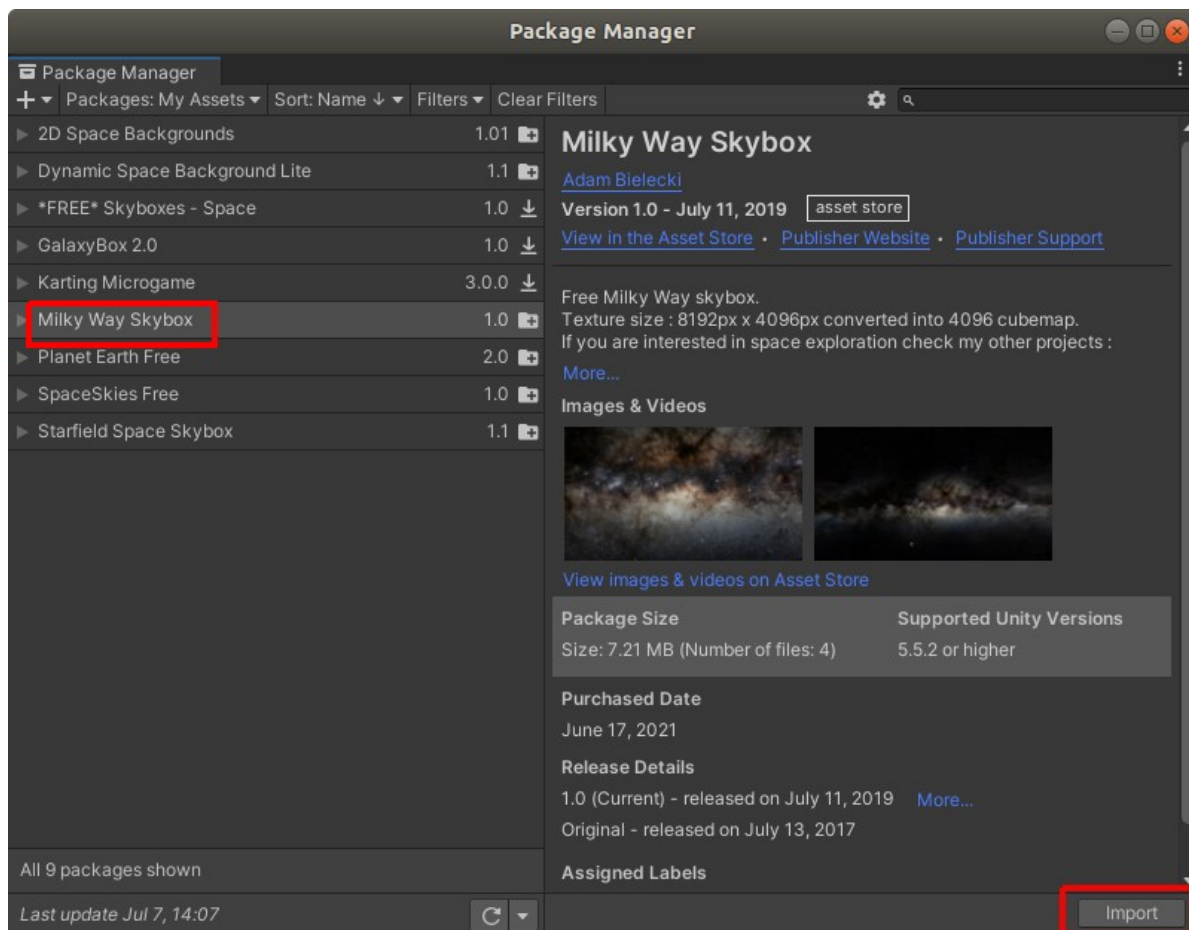 Package Manager
Package Manager
Packages: My Assets Sort: Name ↓ Filters Clear Filters
2D Space Backgrounds 1.01
Dynamic Space Background Lite 1.1
*FREE* Skyboxes - Space 1.0
GalaxyBox 2.0 1.0
Karting Microgame 3.0.0
Milky Way Skybox 1.0
Planet Earth Free 2.0
SpaceSkies Free 1.0
Starfield Space Skybox 1.1
All 9 packages shown
Last update Jul 7, 14:07
Milky Way Skybox
Adam Bielecki
Version 1.0 - July 11, 2019 asset store
View in the Asset Store • Publisher Website • Publisher Support
Free Milky Way skybox.
Texture size : 8192px x 4096px converted into 4096 cubemap.
If you are interested in space exploration check my other projects :
More...
Images & Videos
View images & videos on Asset Store
Package Size Supported Unity Versions
Size: 7.21 MB (Number of files: 4) 5.5.2 or higher
Purchased Date
June 17, 2021
Release Details
1.0 (Current) - released on July 11, 2019 More...
Original - released on July 13, 2017
Assigned Labels
Import